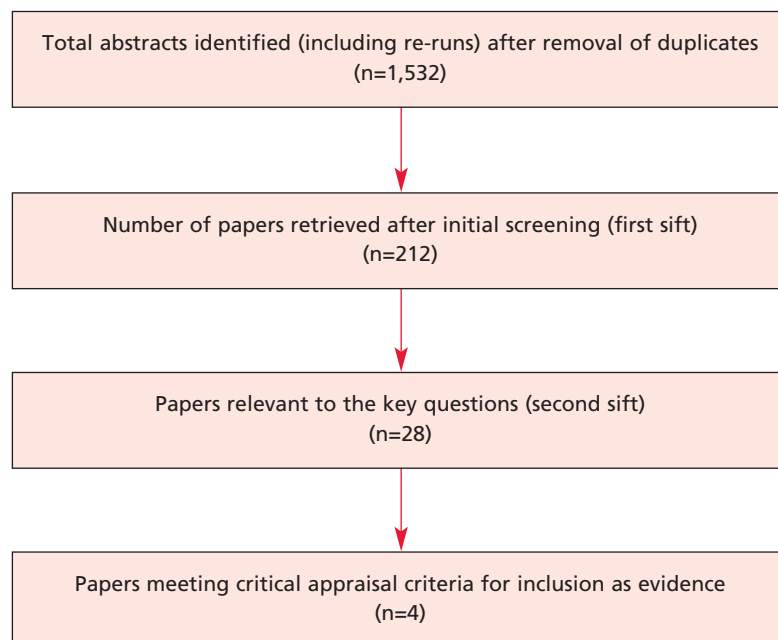 Total abstracts identified (including re-runs) after removal of duplicates
(n=1,532)
Number of papers retrieved after initial screening (first sift)
(n=212)
Papers relevant to the key questions (second sift)
(n=28)
Papers meeting critical appraisal criteria for inclusion as evidence
(n=4)